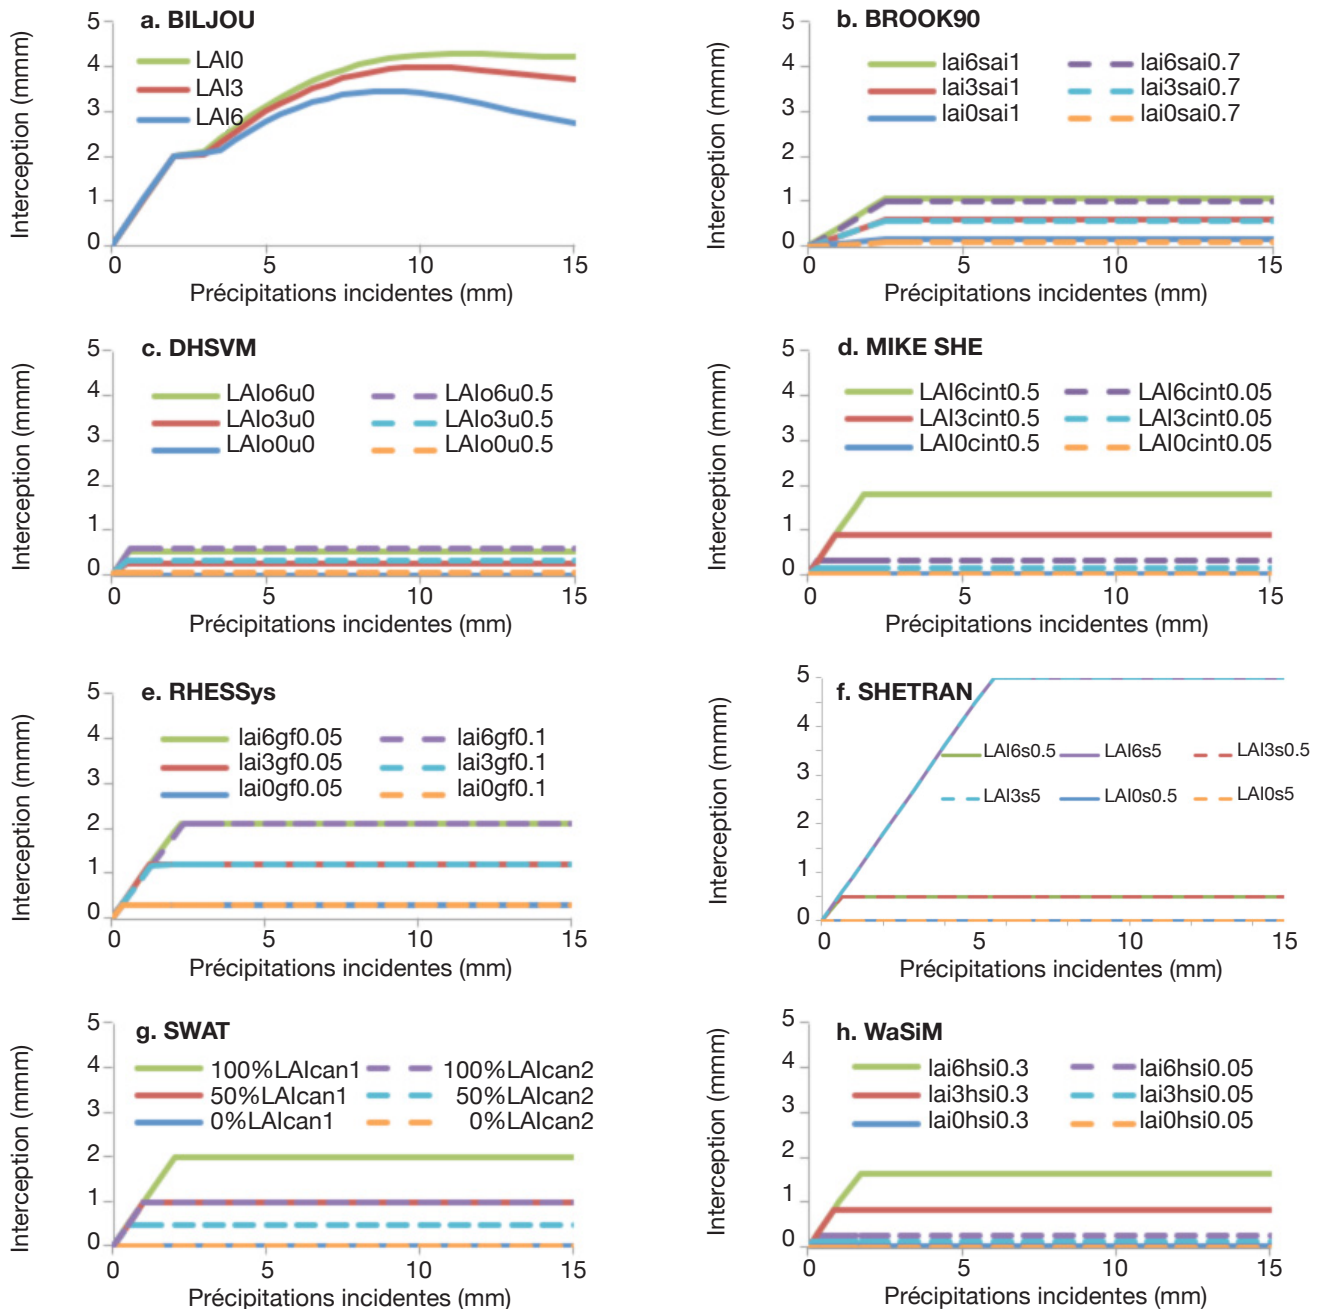 a. BILJOU
Interception (mmm)
5
4
3
2
1
0
LAI0
LAI3
LAI6
0
5
10
15
Précipitations incidentes (mm)
b. BROOK90
Interception (mmm)
5
4
3
2
1
0
lai6sai1
lai3sai1
lai0sai1
lai6sai0.7
lai3sai0.7
lai0sai0.7
0
5
10
15
Précipitations incidentes (mm)
c. DHSVM
Interception (mmm)
5
4
3
2
1
0
LAIo6u0
LAIo3u0
LAIo0u0
LAIo6u0.5
LAIo3u0.5
LAIo0u0.5
0
5
10
15
Précipitations incidentes (mm)
d. MIKE SHE
Interception (mmm)
5
4
3
2
1
0
LAI6cint0.5
LAI3cint0.5
LAI0cint0.5
LAI6cint0.05
LAI3cint0.05
LAI0cint0.05
0
5
10
15
Précipitations incidentes (mm)
e. RHESSys
Interception (mmm)
5
4
3
2
1
0
lai6gf0.05
lai3gf0.05
lai0gf0.05
lai6gf0.1
lai3gf0.1
lai0gf0.1
0
5
10
15
Précipitations incidentes (mm)
f. SHETRAN
Interception (mmm)
5
4
3
2
1
0
LAI6s0.5
LAI6s5
LAI3s0.5
LAI3s5
LAI0s0.5
LAI0s5
0
5
10
15
Précipitations incidentes (mm)
g. SWAT
Interception (mmm)
5
4
3
2
1
0
100%LAIcan1
50%LAIcan1
0%LAIcan1
100%LAIcan2
50%LAIcan2
0%LAIcan2
0
5
10
15
Précipitations incidentes (mm)
h. WaSiM
Interception (mmm)
5
4
3
2
1
0
lai6hsi0.3
lai3hsi0.3
lai0hsi0.3
lai6hsi0.05
lai3hsi0.05
lai0hsi0.05
0
5
10
15
Précipitations incidentes (mm)